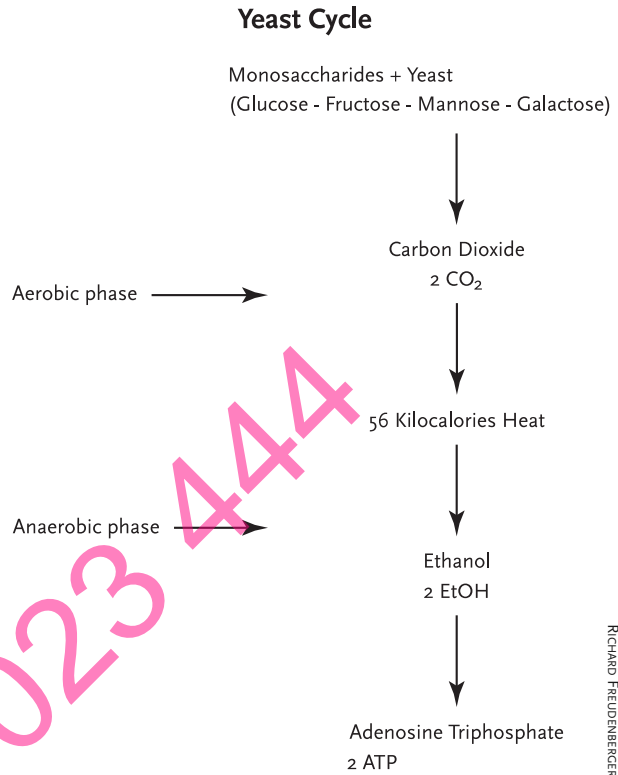 Yeast Cycle
Monosaccharides + Yeast
(Glucose - Fructose - Mannose - Galactose)
Carbon Dioxide
2 CO₂
Aerobic phase
56 Kilocalories Heat
Anaerobic phase
Ethanol
2 EtOH
Adenosine Triphosphate
2 ATP
RICHARD FREUDENBERGER
023 444